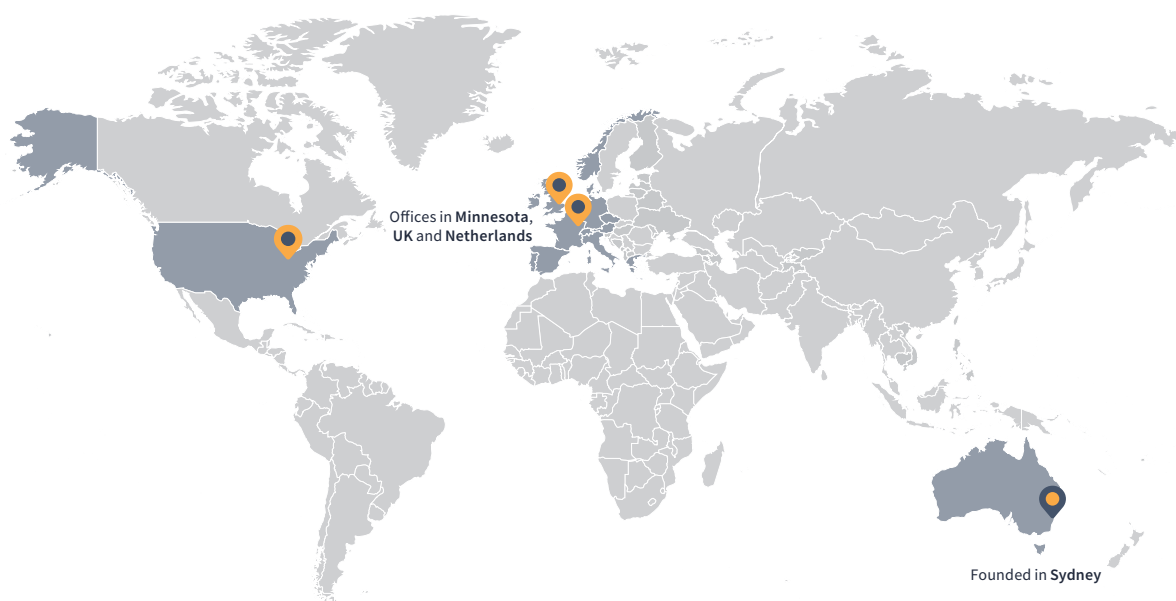 Offices in Minnesota,
UK and Netherlands
Founded in Sydney